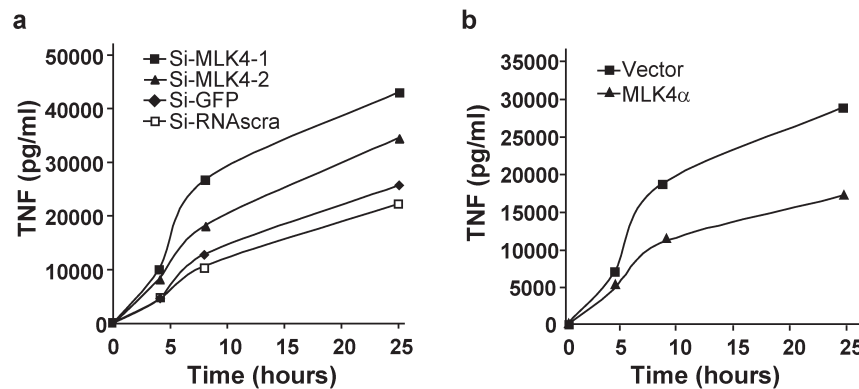 a
50000
40000
30000
20000
10000
0
TNF (pg/ml)
Si-MLK4-1
Si-MLK4-2
Si-GFP
Si-RNAscra
0 5 10 15 20 25
Time (hours)
b
35000
30000
25000
20000
15000
10000
5000
0
TNF (pg/ml)
Vector
MLK4α
0 5 10 15 20 25
Time (hours)